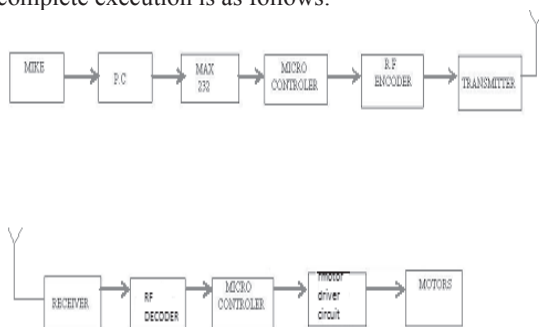 complete execution is as follows:
MIKE
P.C
MAX
232
MICRO
CONTROLER
RF
ENCODER
TRANSMITTER
RECEIVER
RF
DECODER
MICRO
CONTROLER
motor
driver
circuit
MOTORS